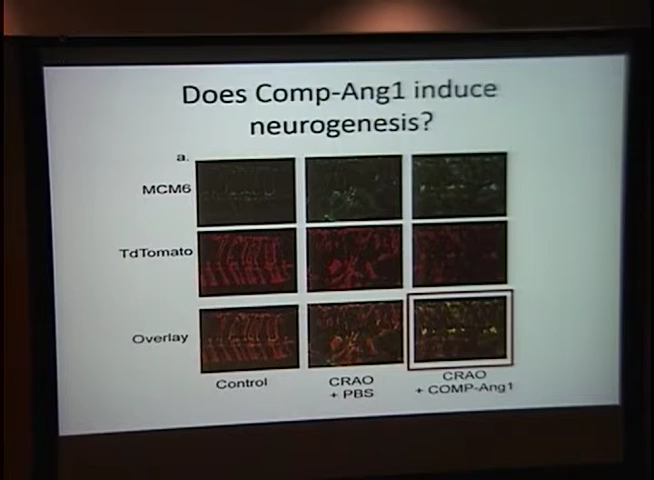 Does Comp-Ang1 induce
neurogenesis?
a.
MCM6
TdTomato
Overlay
Control
CRAO
+ PBS
CRAO
+ COMP-Ang1